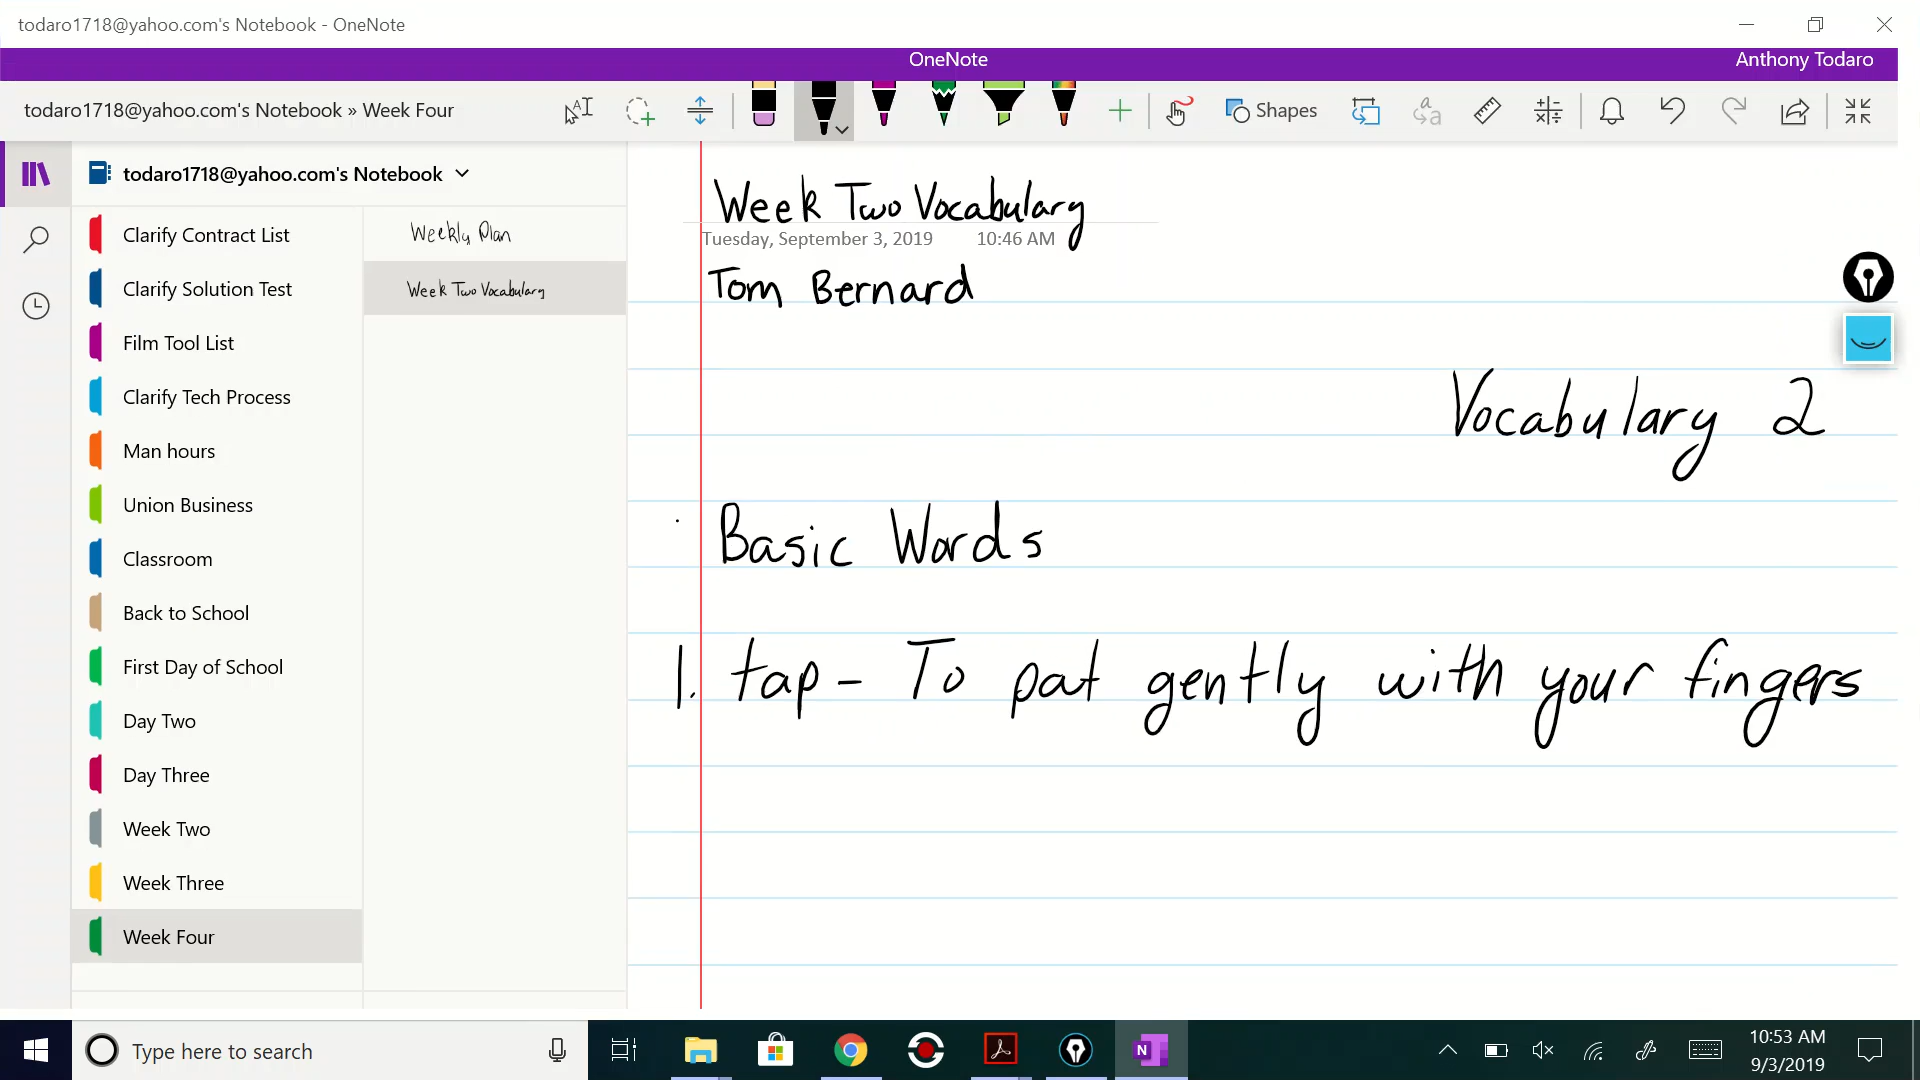 todaro1718@yahoo.com's Notebook - OneNote
OneNote
Anthony Todaro
todaro1718@yahoo.com's Notebook » Week Four
Shapes
todaro1718@yahoo.com's Notebook
Clarify Contract List
Clarify Solution Test
Film Tool List
Clarify Tech Process
Man hours
Union Business
Classroom
Back to School
First Day of School
Day Two
Day Three
Week Two
Week Three
Week Four
Weekly Plan
Week Two Vocabulary
Week Two Vocabulary
Tuesday, September 3, 2019 10:46 AM
Tom Bernard
Vocabulary 2
Basic Words
1. tap - To pat gently with your fingers
Type here to search
10:53 AM
9/3/2019